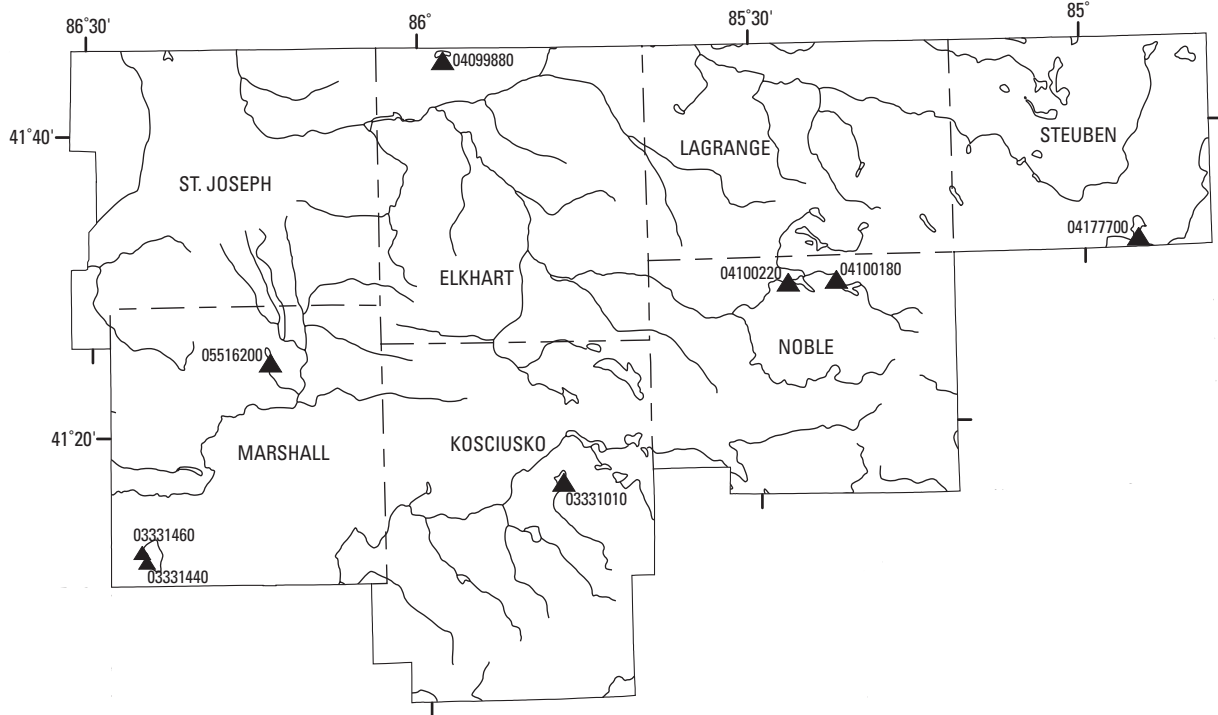 86°30'
86°
85°30'
85°
04099880
41°40'
STEUBEN
LAGRANGE
ST. JOSEPH
04177700
04100220
04100180
ELKHART
NOBLE
05516200
41°20'
KOSCIUSKO
MARSHALL
03331010
03331460
03331440